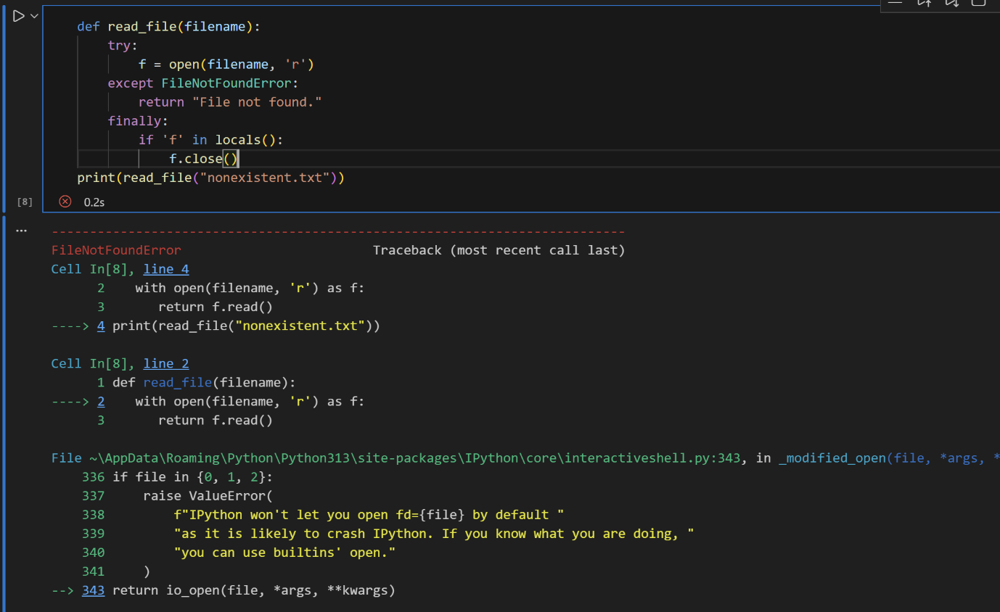 def read_file(filename):
    try:
        f = open(filename, 'r')
    except FileNotFoundError:
        return "File not found."
    finally:
        if 'f' in locals():
            f.close()
print(read_file("nonexistent.txt"))
[8] 0.2s
...
---------------------------------------------------------------------------
FileNotFoundError                         Traceback (most recent call last)
Cell In[8], line 4
      2    with open(filename, 'r') as f:
      3       return f.read()
----> 4 print(read_file("nonexistent.txt"))
Cell In[8], line 2
      1 def read_file(filename):
----> 2    with open(filename, 'r') as f:
      3       return f.read()
File ~\AppData\Roaming\Python\Python313\site-packages\IPython\core\interactiveshell.py:343, in _modified_open(file, *args, *
    336 if file in {0, 1, 2}:
    337     raise ValueError(
    338         f"IPython won't let you open fd={file} by default "
    339         "as it is likely to crash IPython. If you know what you are doing, "
    340         "you can use builtins' open."
    341     )
--> 343 return io_open(file, *args, **kwargs)